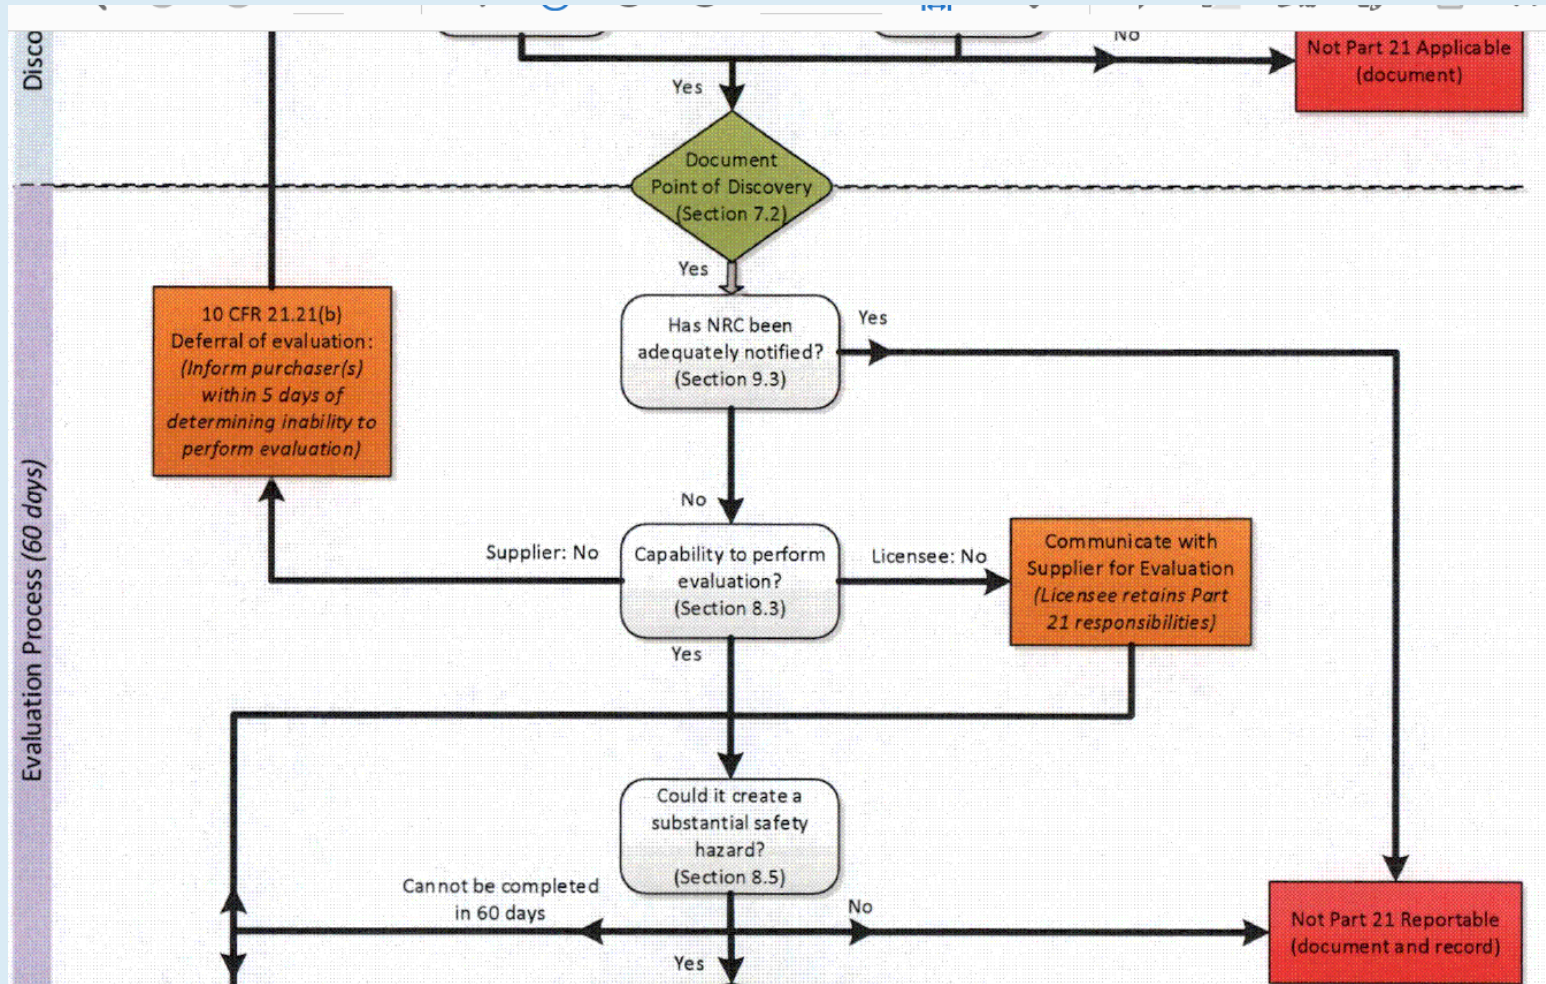 Disco
No
Not Part 21 Applicable
(document)
Yes
Document
Point of Discovery
(Section 7.2)
Yes
10 CFR 21.21(b)
Deferral of evaluation:
(Inform purchaser(s)
within 5 days of
determining inability to
perform evaluation)
Has NRC been
adequately notified?
(Section 9.3)
Yes
No
Evaluation Process (60 days)
Supplier: No
Capability to perform
evaluation?
(Section 8.3)
Licensee: No
Communicate with
Supplier for Evaluation
(Licensee retains Part
21 responsibilities)
Yes
Could it create a
substantial safety
hazard?
(Section 8.5)
Cannot be completed
in 60 days
No
Not Part 21 Reportable
(document and record)
Yes